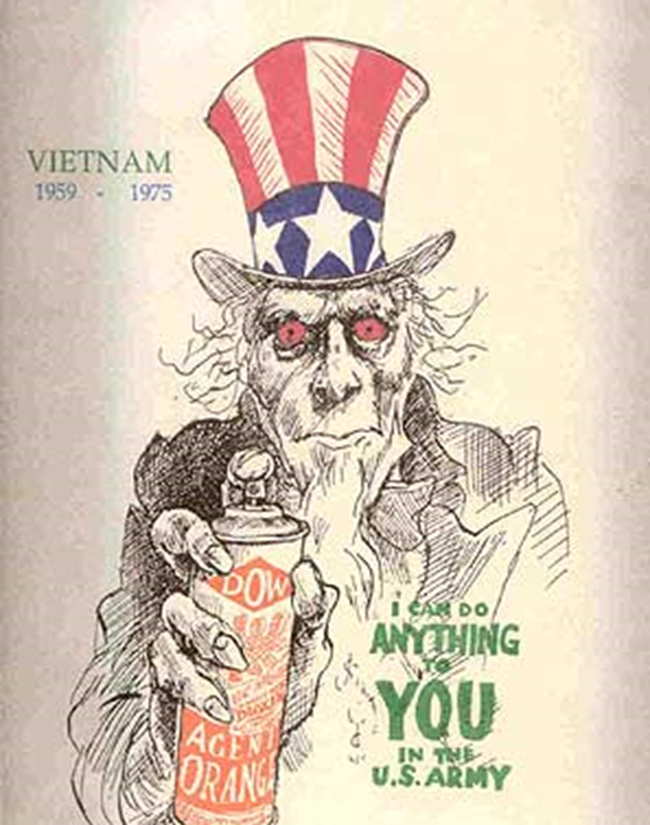 VIETNAM
1959 - 1975
DOW
AGENT
ORANGE
I CAN DO
ANYTHING
TO
YOU
IN THE
U.S. ARMY